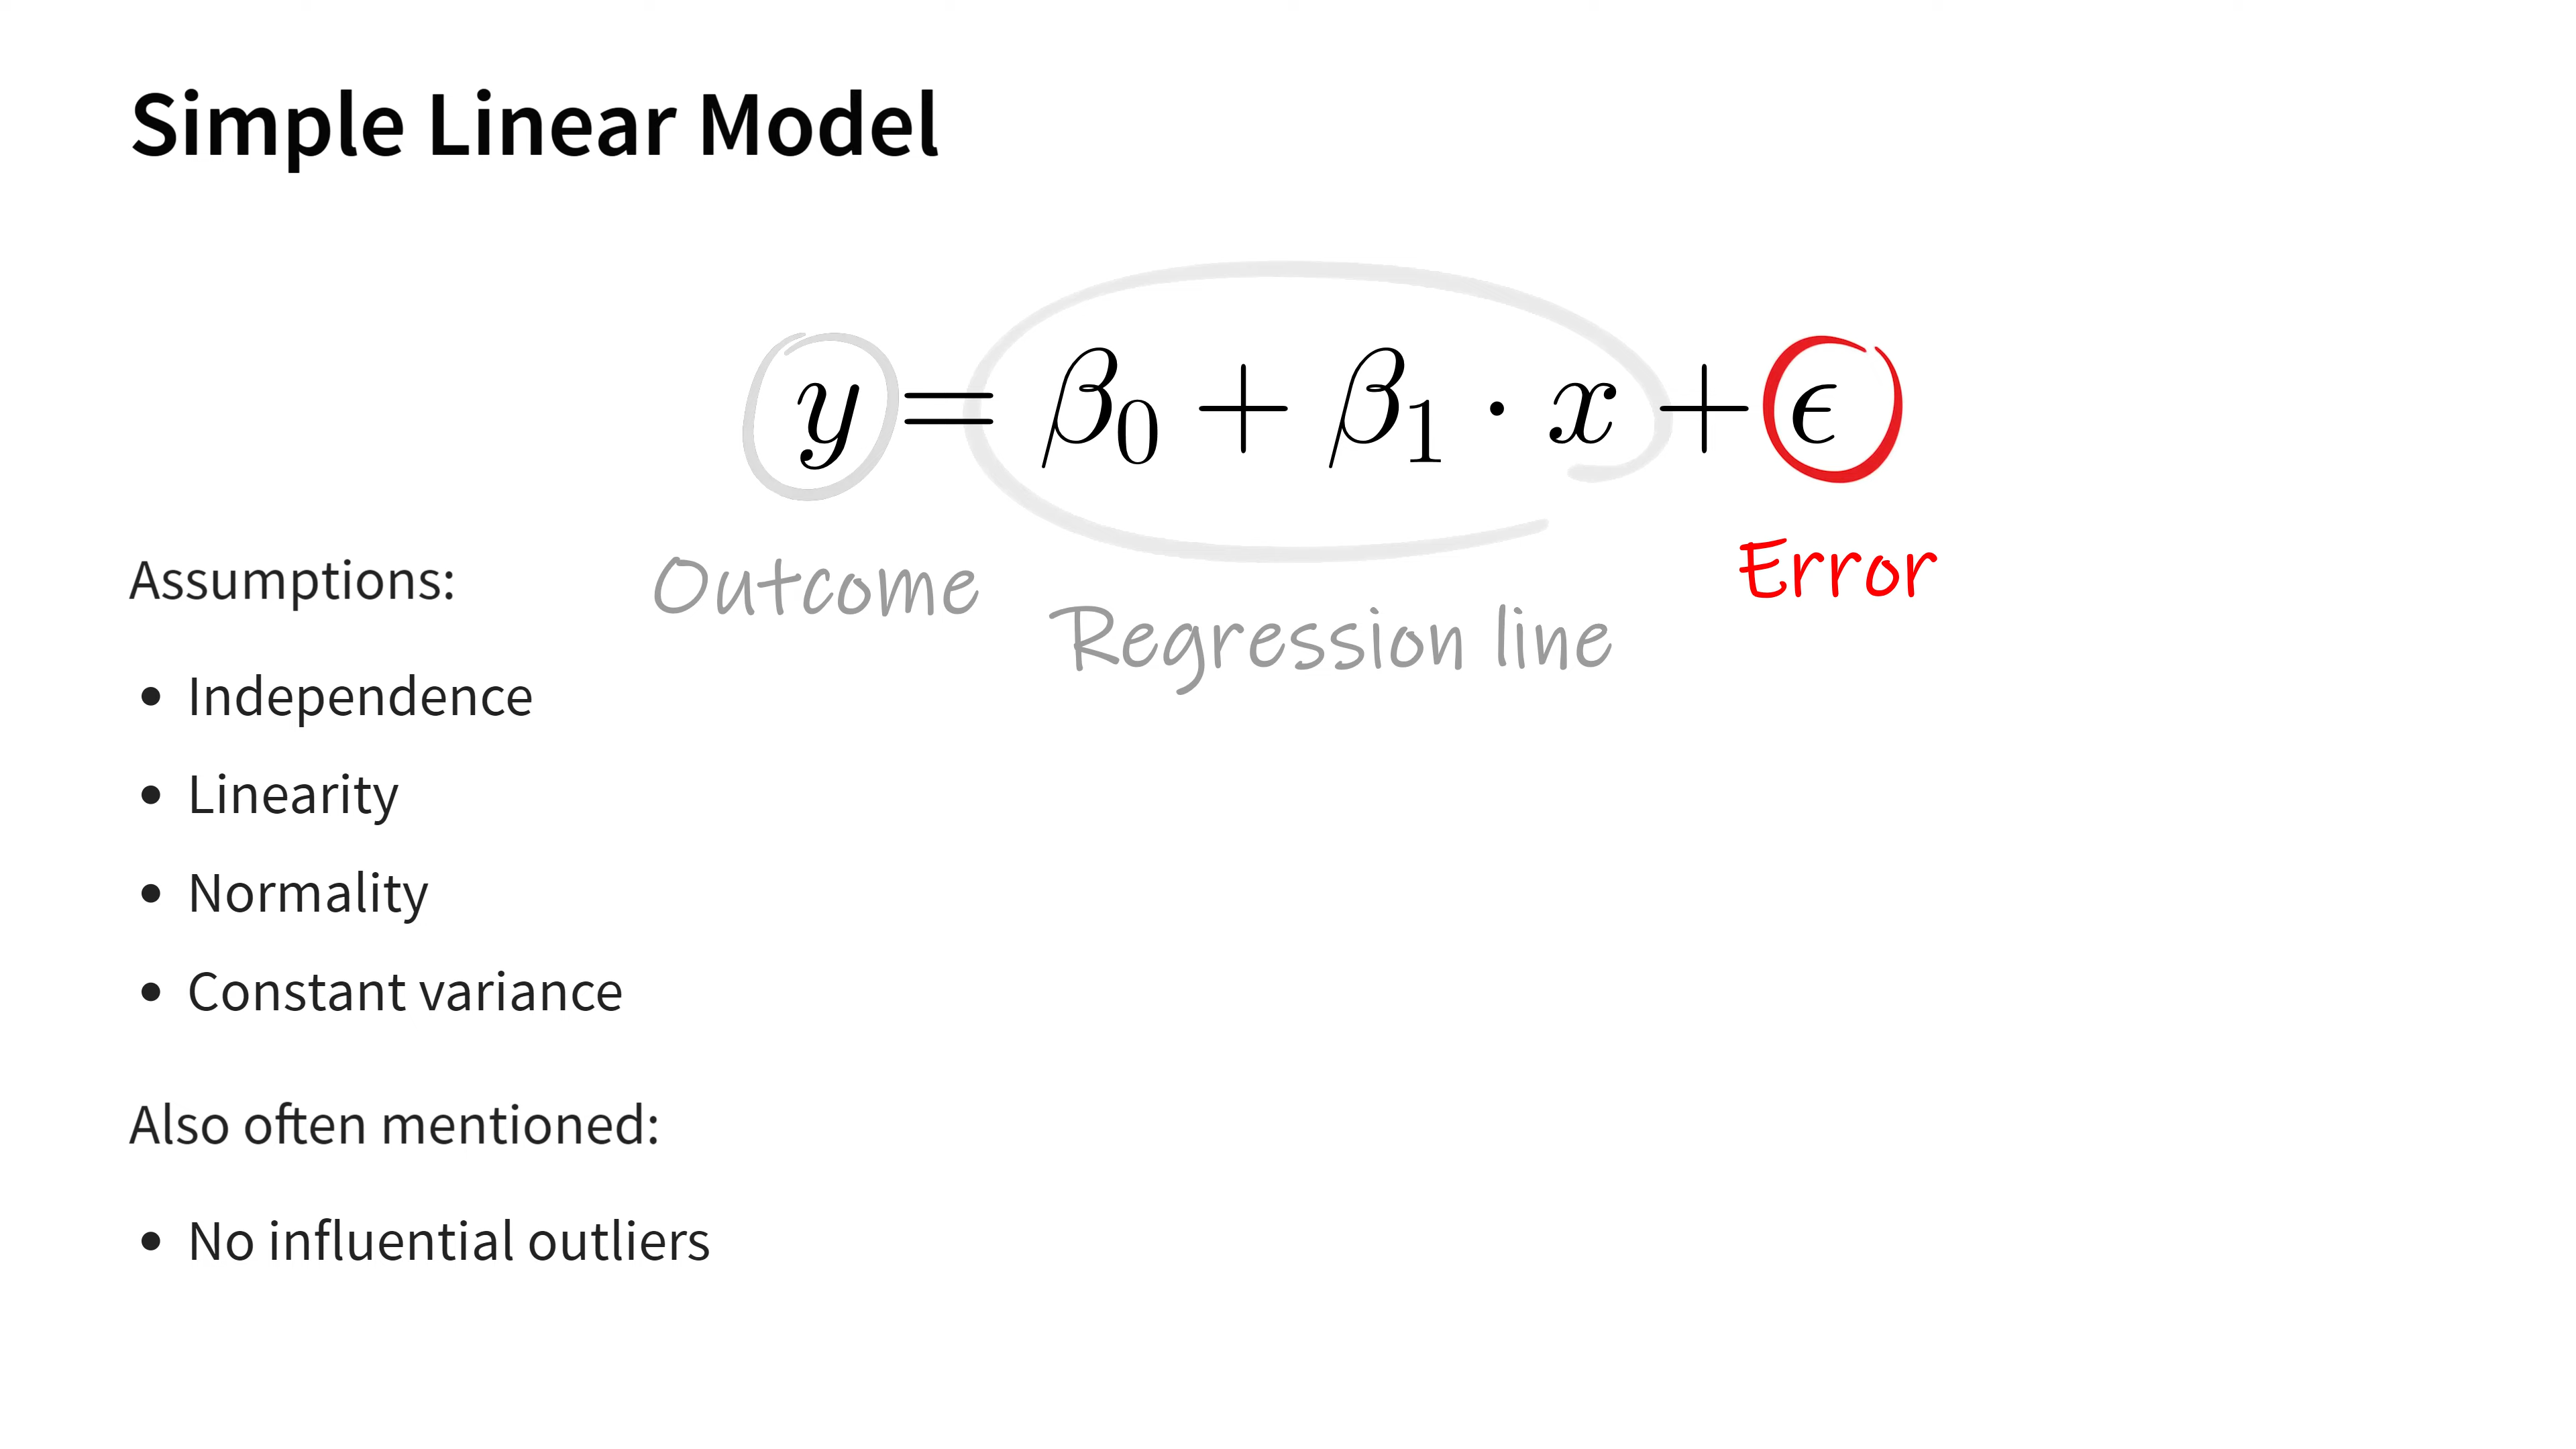 Simple Linear Model
y = β₀ + β₁ · x + ϵ
Outcome
Regression line
Error
Assumptions:
• Independence
• Linearity
• Normality
• Constant variance
Also often mentioned:
• No influential outliers